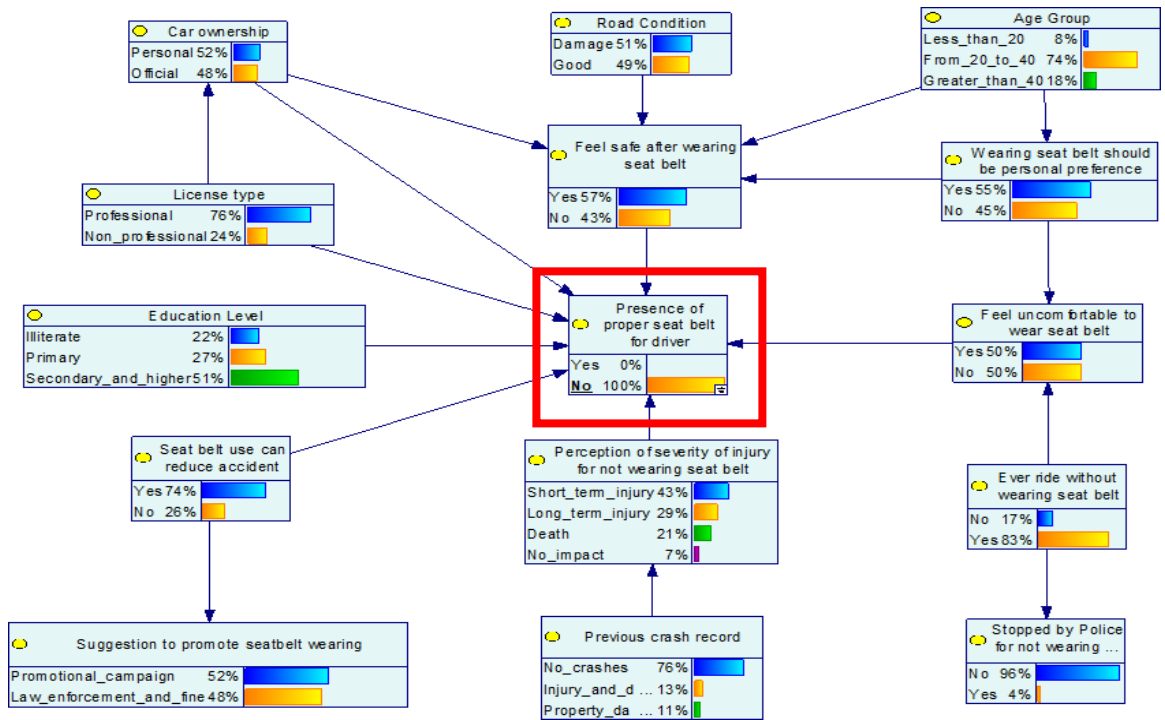 Car ownership
Personal 52%
Official 48%
Road Condition
Damage 51%
Good 49%
Age Group
Less_than_20 8%
From_20_to_40 74%
Greater_than_40 18%
Feel safe after wearing
seat belt
Yes 57%
No 43%
Wearing seat belt should
be personal preference
Yes 55%
No 45%
License type
Professional 76%
Non_professional 24%
Education Level
Illiterate 22%
Primary 27%
Secondary_and_higher 51%
Presence of
proper seat belt
for driver
Yes 0%
No 100%
Feel uncomfortable to
wear seat belt
Yes 50%
No 50%
Seat belt use can
reduce accident
Yes 74%
No 26%
Perception of severity of injury
for not wearing seat belt
Short_term_injury 43%
Long_term_injury 29%
Death 21%
No_impact 7%
Ever ride without
wearing seat belt
No 17%
Yes 83%
Suggestion to promote seatbelt wearing
Promotional_campaign 52%
Law_enforcement_and_fine 48%
Previous crash record
No_crashes 76%
Injury_and_d ... 13%
Property_da ... 11%
Stopped by Police
for not wearing ...
No 96%
Yes 4%